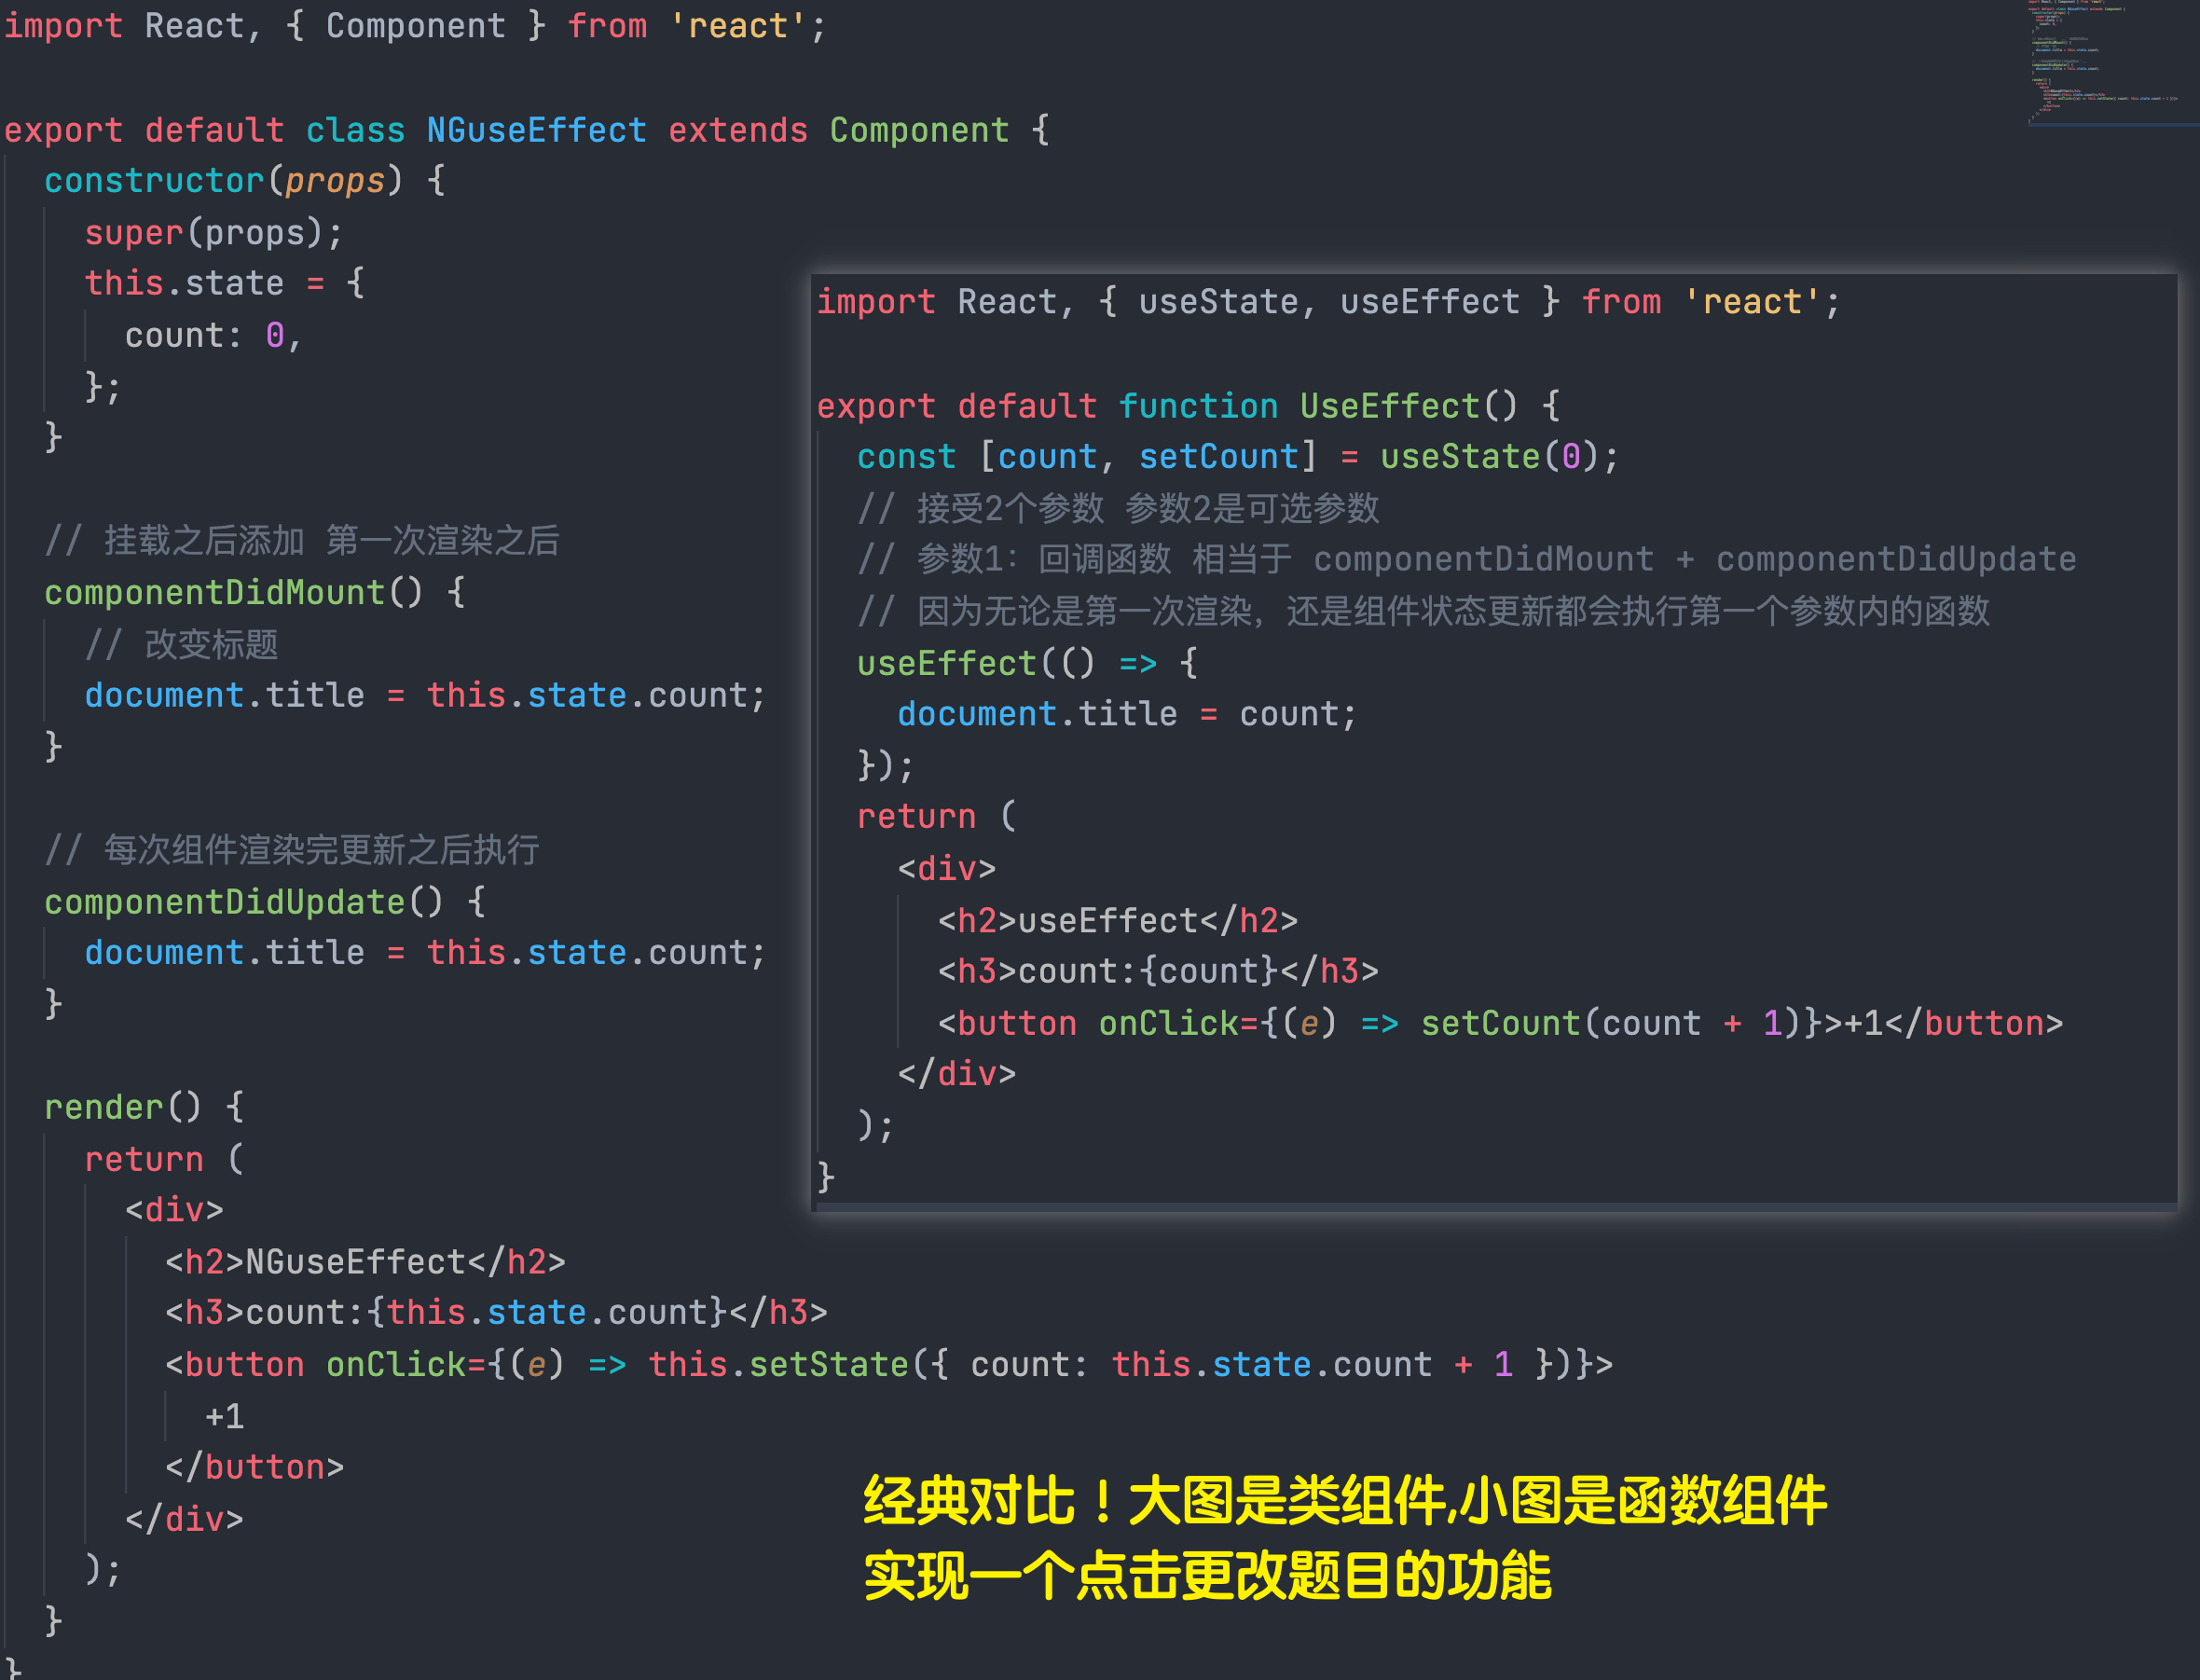 import React, { Component } from 'react';
export default class NGuseEffect extends Component {
constructor(props) {
super(props);
this.state = {
count: 0,
};
}
// 挂载之后添加 第一次渲染之后
componentDidMount() {
// 改变标题
document.title = this.state.count;
}
// 每次组件渲染完更新之后执行
componentDidUpdate() {
document.title = this.state.count;
}
render() {
return (
<div>
<h2>NGuseEffect</h2>
<h3>count:{this.state.count}</h3>
<button onClick={(e) => this.setState({ count: this.state.count + 1 })}>
+1
</button>
</div>
);
}
}
import React, { useState, useEffect } from 'react';
export default function UseEffect() {
const [count, setCount] = useState(0);
// 接受2个参数 参数2是可选参数
// 参数1: 回调函数 相当于 componentDidMount + componentDidUpdate
// 因为无论是第一次渲染，还是组件状态更新都会执行第一个参数内的函数
useEffect(() => {
document.title = count;
});
return (
<div>
<h2>useEffect</h2>
<h3>count:{count}</h3>
<button onClick={(e) => setCount(count + 1)}>+1</button>
</div>
);
}
经典对比！大图是类组件,小图是函数组件
实现一个点击更改题目的功能